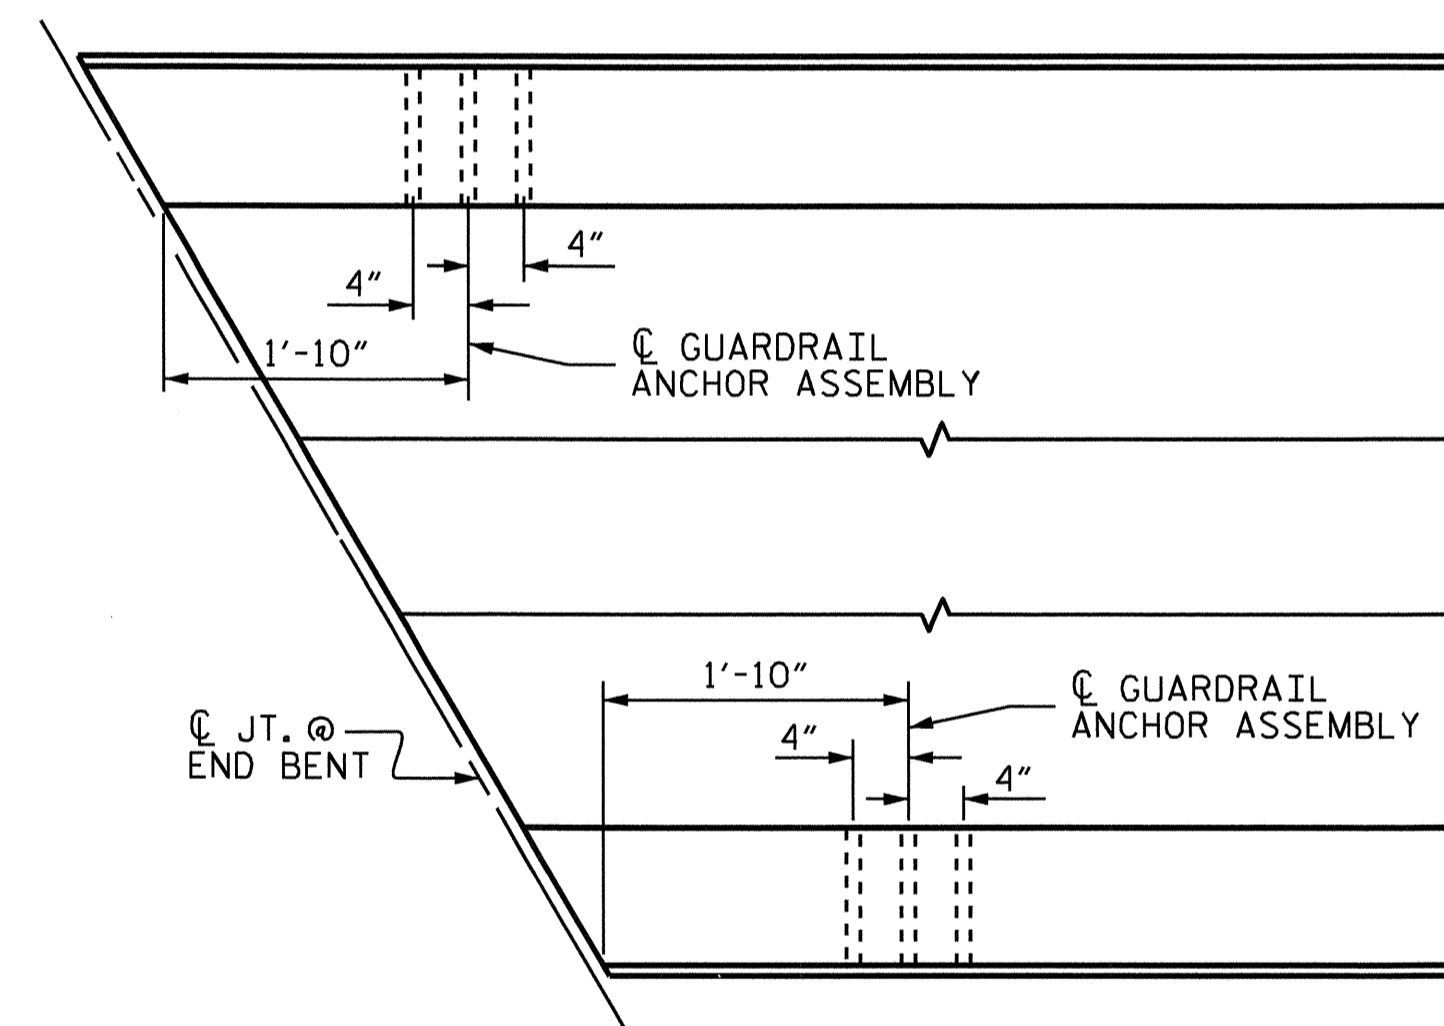 4"
4"
1'-10"
℄ GUARDRAIL
ANCHOR ASSEMBLY
1'-10"
℄ GUARDRAIL
ANCHOR ASSEMBLY
℄ JT. @
END BENT
4"
4"